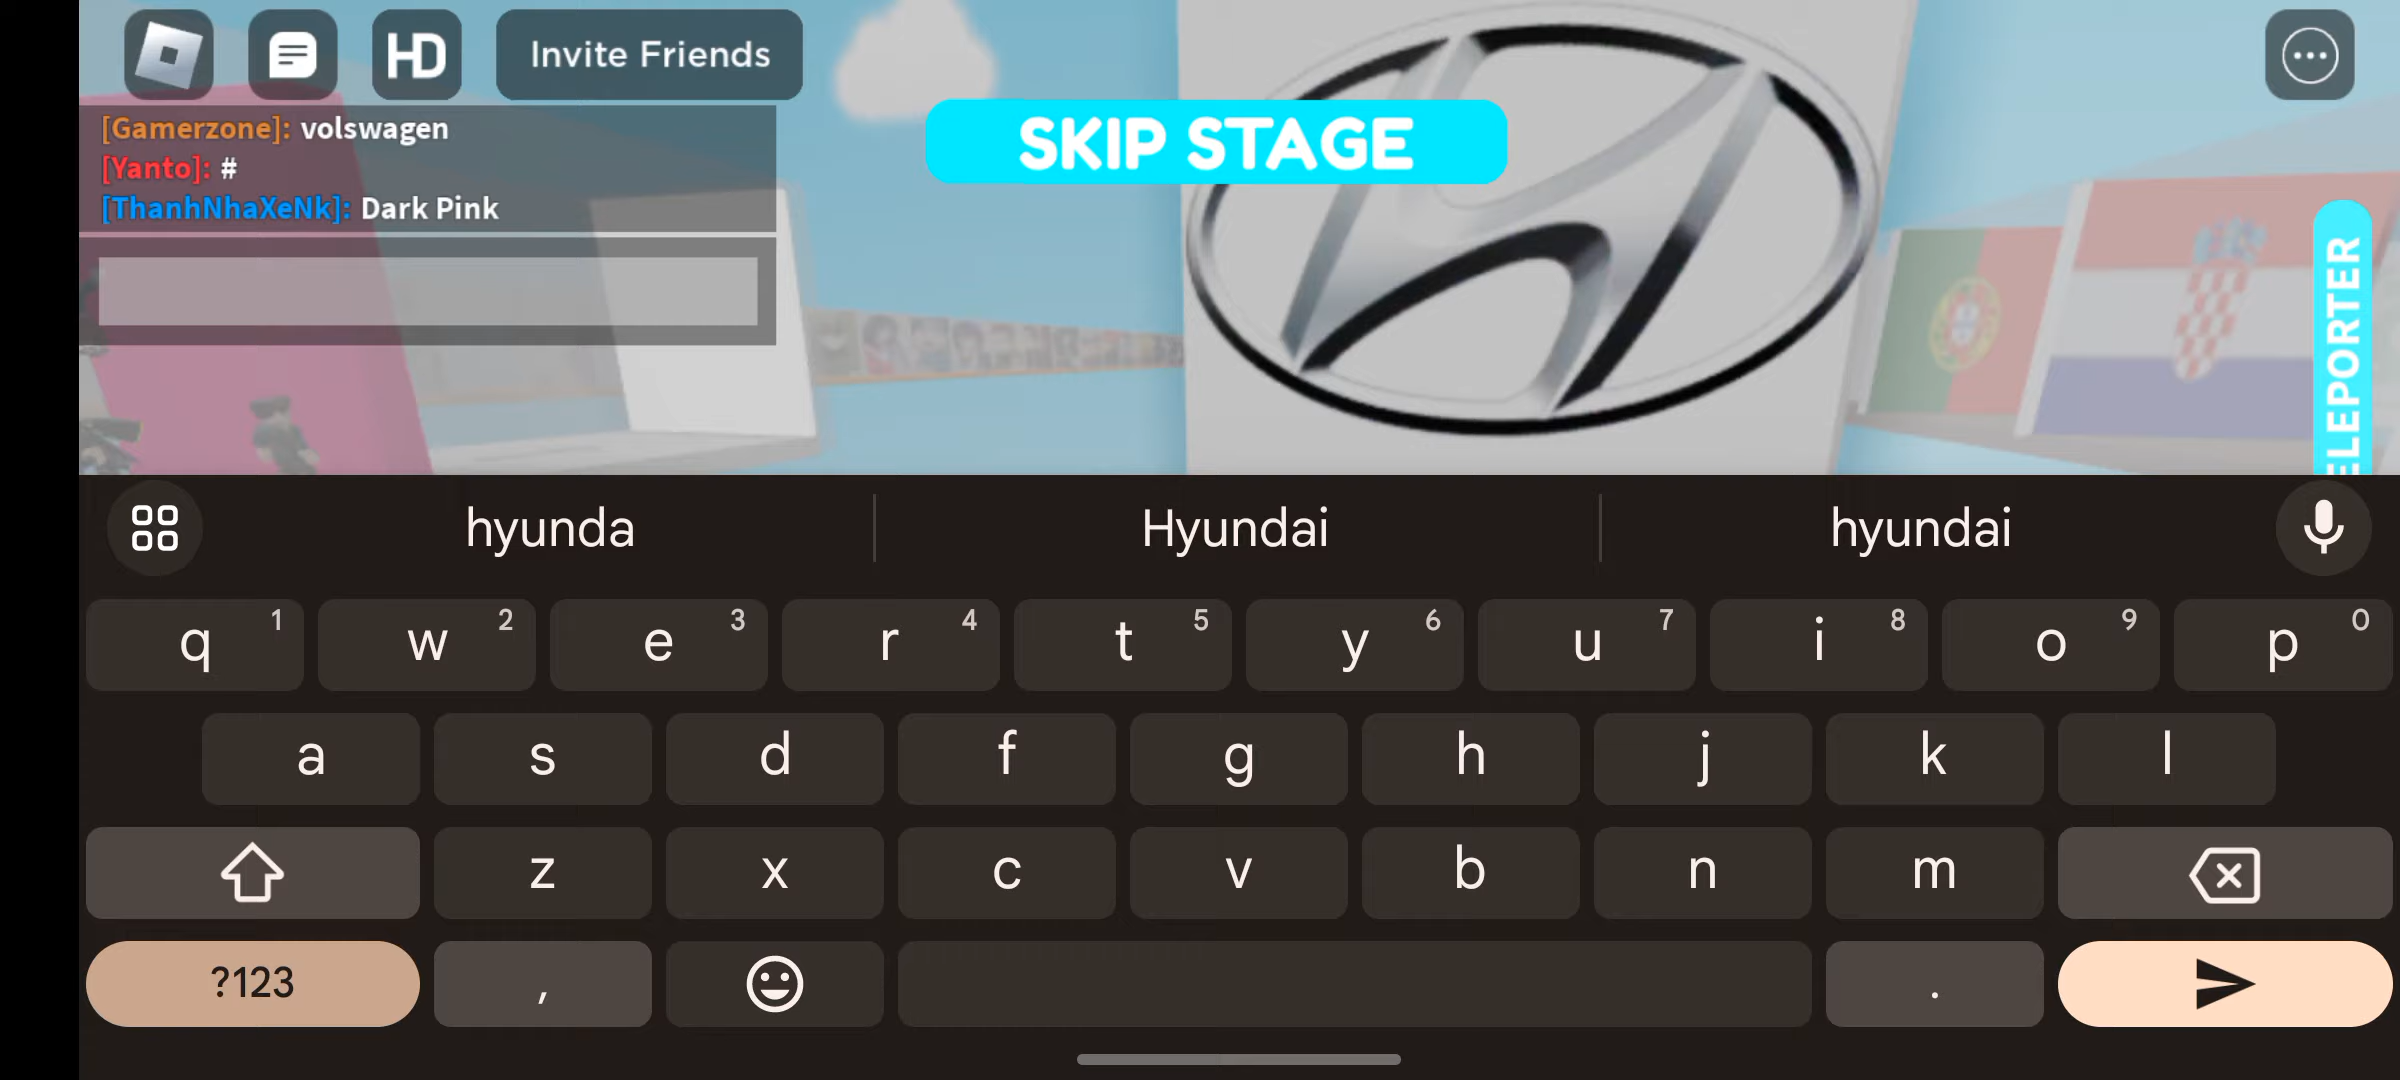 HD
Invite Friends
[Gamerzone]: volswagen
[Yanto]: #
[ThanhNhaXeNk]: Dark Pink
SKIP STAGE
ELEPORTER
hyunda Hyundai hyundai
q 1 w 2 e 3 r 4 t 5 y 6 u 7 i 8 o 9 p 0
a s d f g h j k l
z x c v b n m
?123 , .